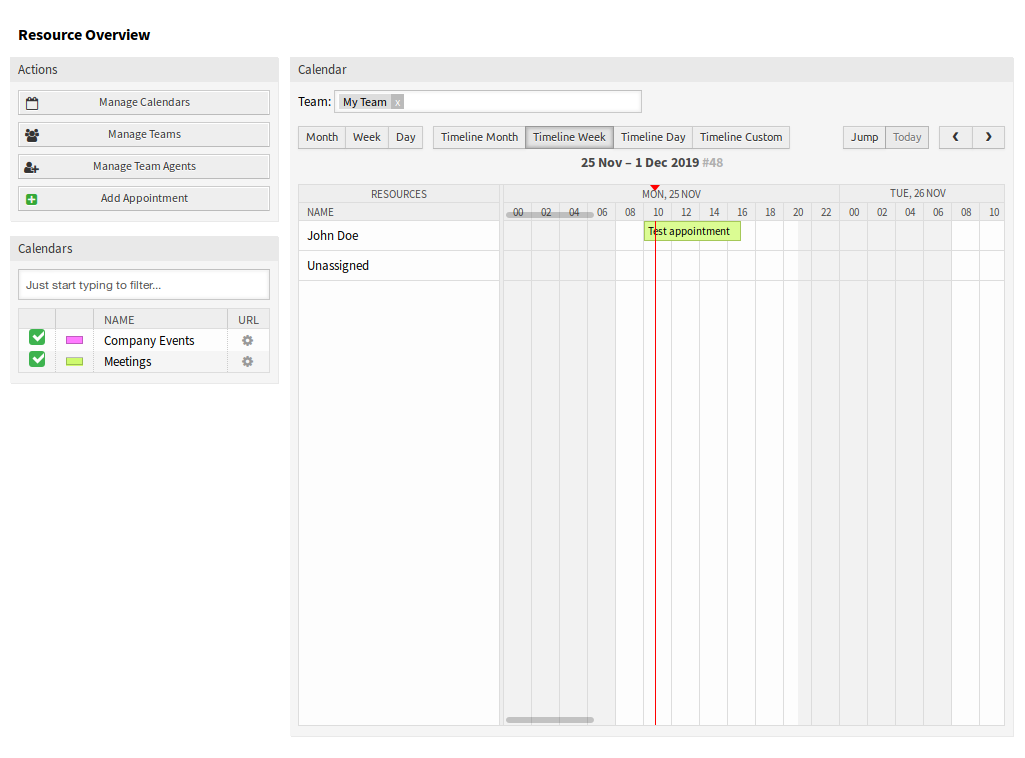 Resource Overview
Actions
Manage Calendars
Manage Teams
Manage Team Agents
Add Appointment
Calendars
Just start typing to filter...
NAME URL
Company Events
Meetings
Calendar
Team: My Team x
Month Week Day Timeline Month Timeline Week Timeline Day Timeline Custom Jump Today
25 Nov – 1 Dec 2019 #48
RESOURCES MON, 25 NOV TUE, 26 NOV
NAME 00 02 04 06 08 10 12 14 16 18 20 22 00 02 04 06 08 10
John Doe Test appointment
Unassigned